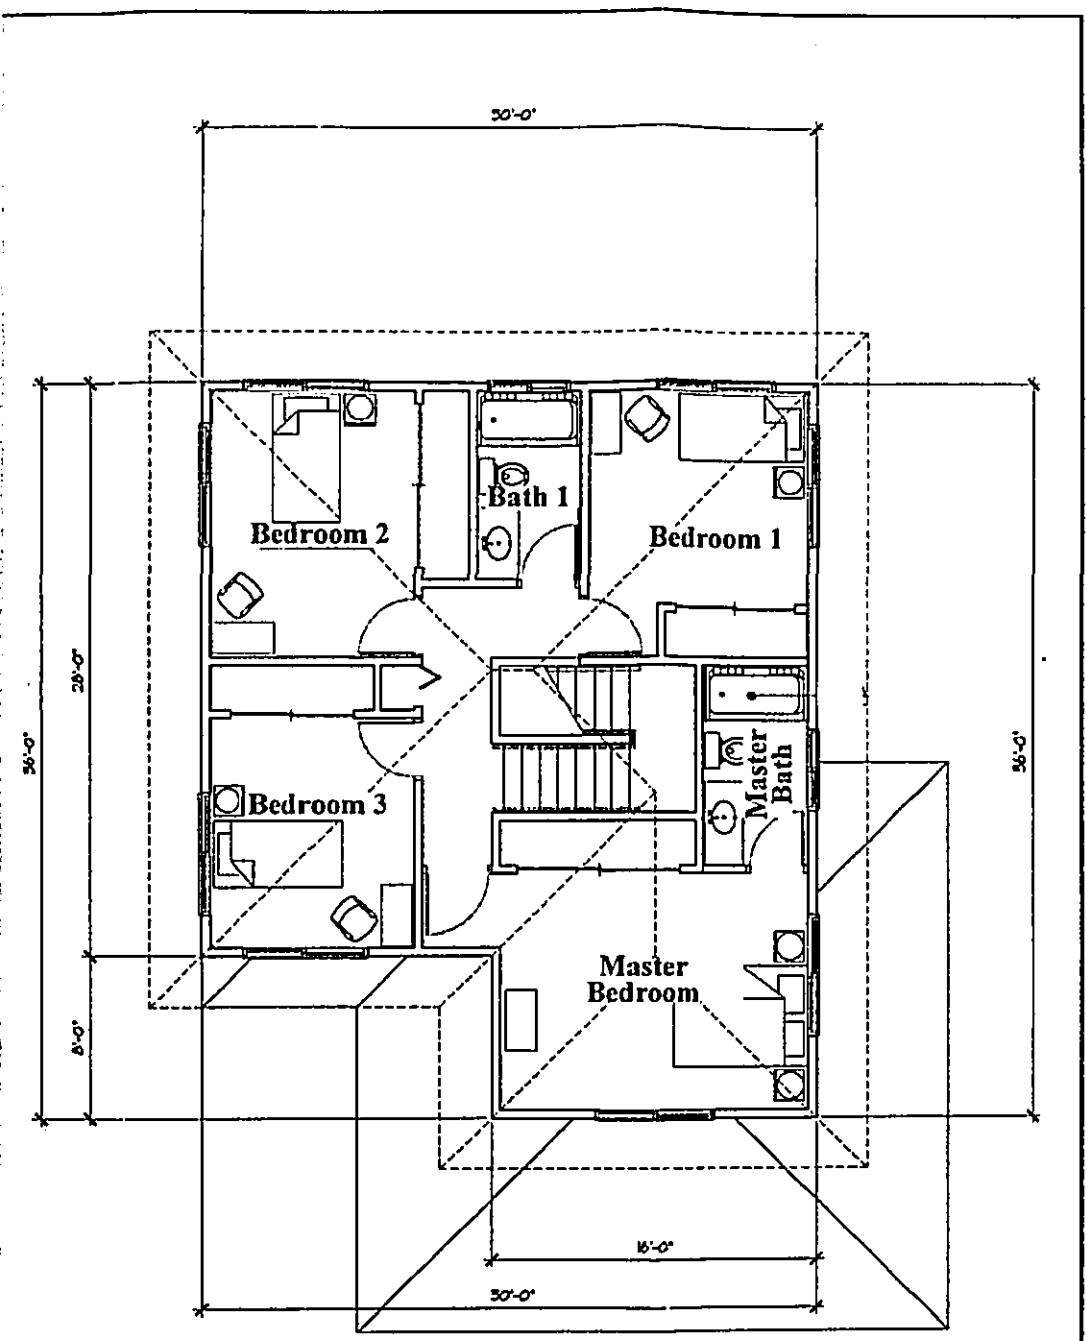 30'-0"
Bath 1
Bedroom 2
Bedroom 1
28'-0"
36'-0"
36'-0"
Master
Bath
Bedroom 3
Master
Bedroom
8'-0"
16'-0"
30'-0"